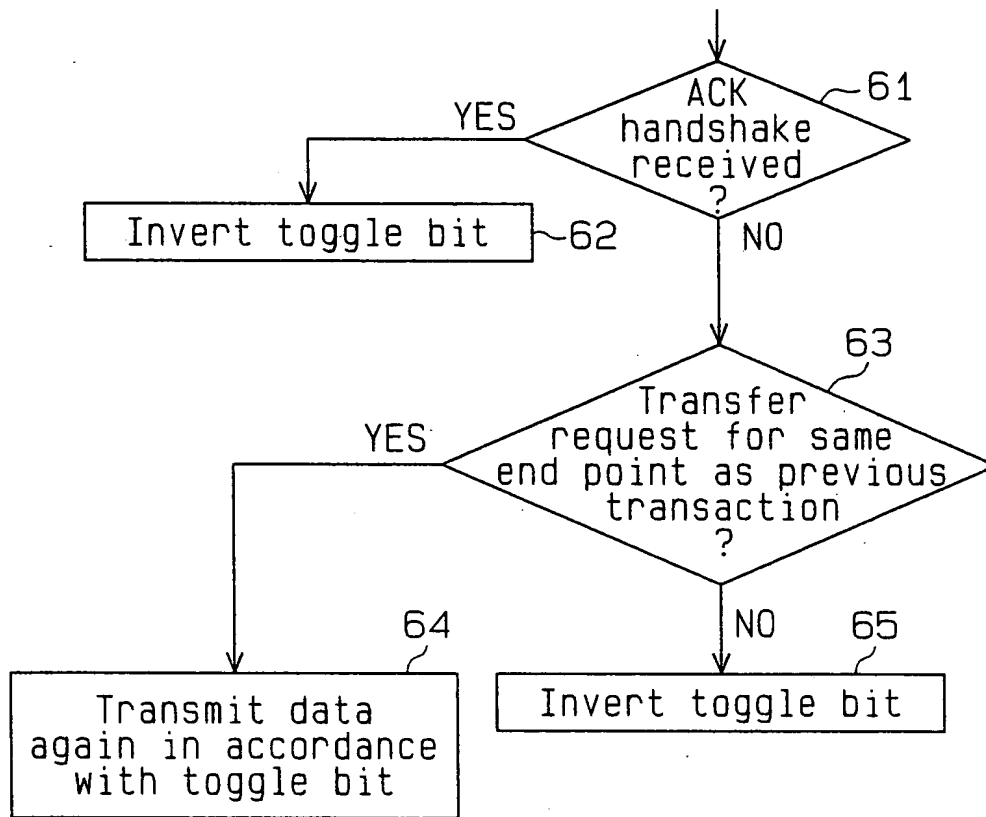 ACK
handshake
received
?
61
YES
NO
Invert toggle bit
62
63
Transfer
request for same
end point as previous
transaction
?
YES
NO
64
Transmit data
again in accordance
with toggle bit
65
Invert toggle bit